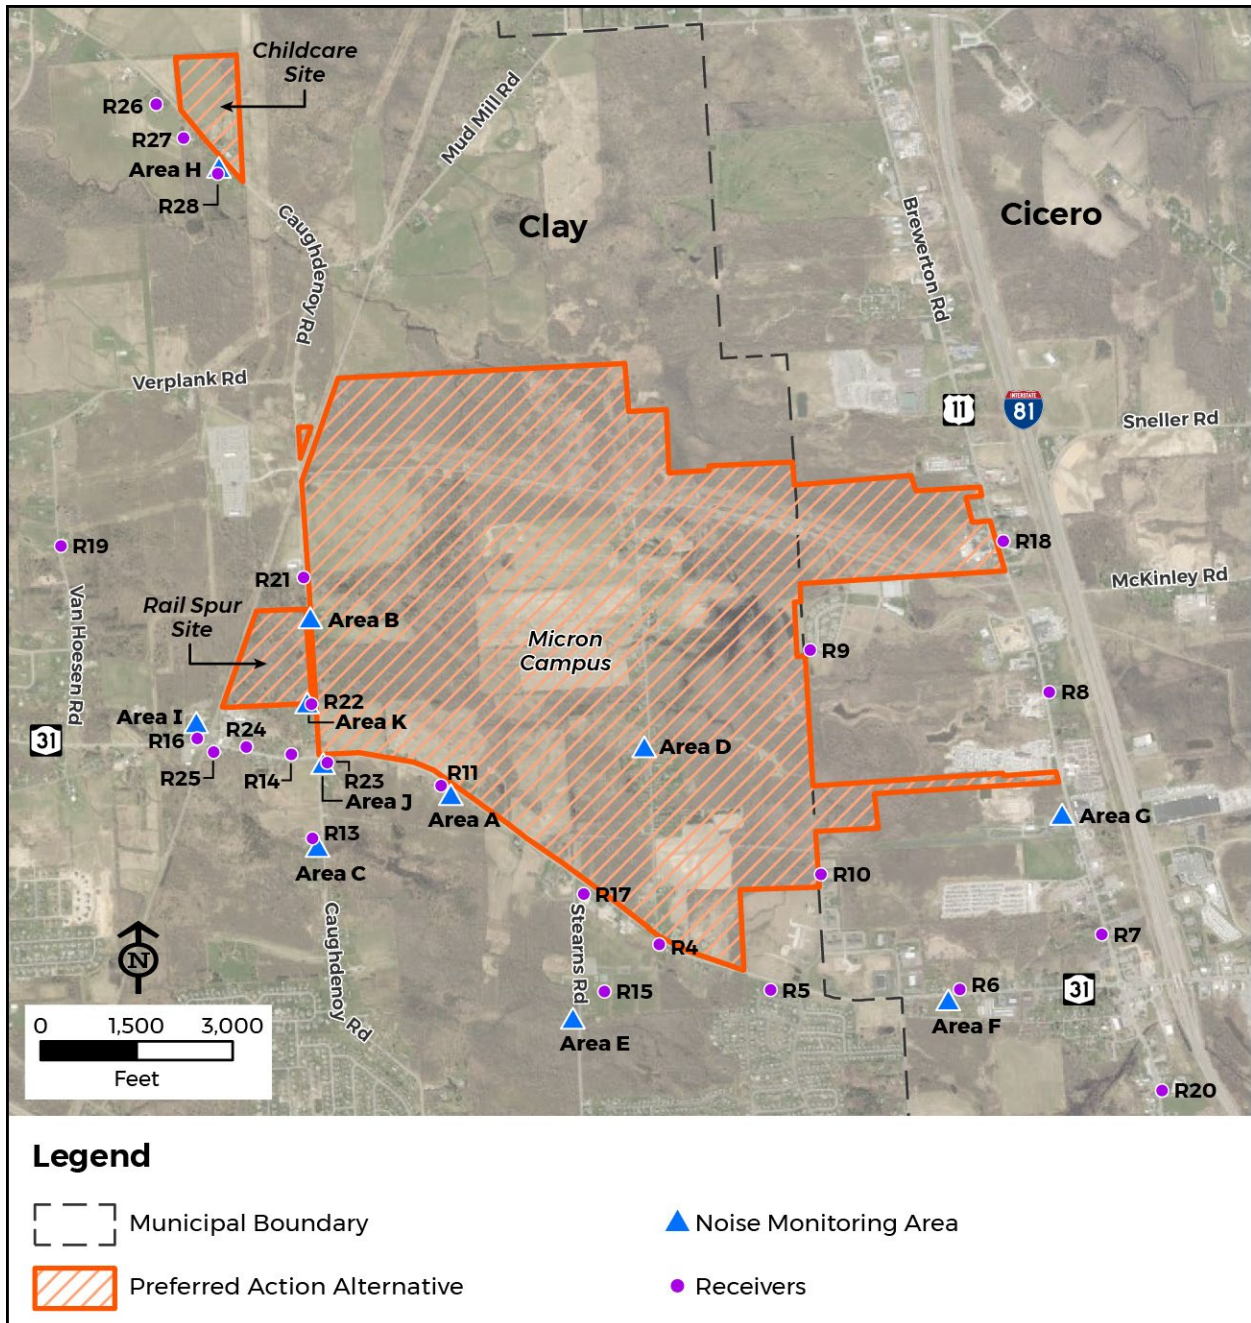 Childcare
Site
R26
R27
Area H
R28
Mud Mill Rd
Clay
Cicero
Brewerton Rd
Caughdenoy Rd
Verplank Rd
11
INTERSTATE
81
Sneller Rd
R19
R18
R21
McKinley Rd
Van Hoesen Rd
Rail Spur
Site
Area B
Micron
Campus
R9
R8
R22
Area K
Area I
R24
R16
31
R25
R14
R23
Area J
Area D
R11
Area A
Area G
R13
Area C
R10
R17
Caughdenoy Rd
Stearns Rd
R4
R7
N
R15
R5
R6
31
Area F
Area E
0 1,500 3,000
Feet
R20
Legend
Municipal Boundary
Noise Monitoring Area
Preferred Action Alternative
Receivers